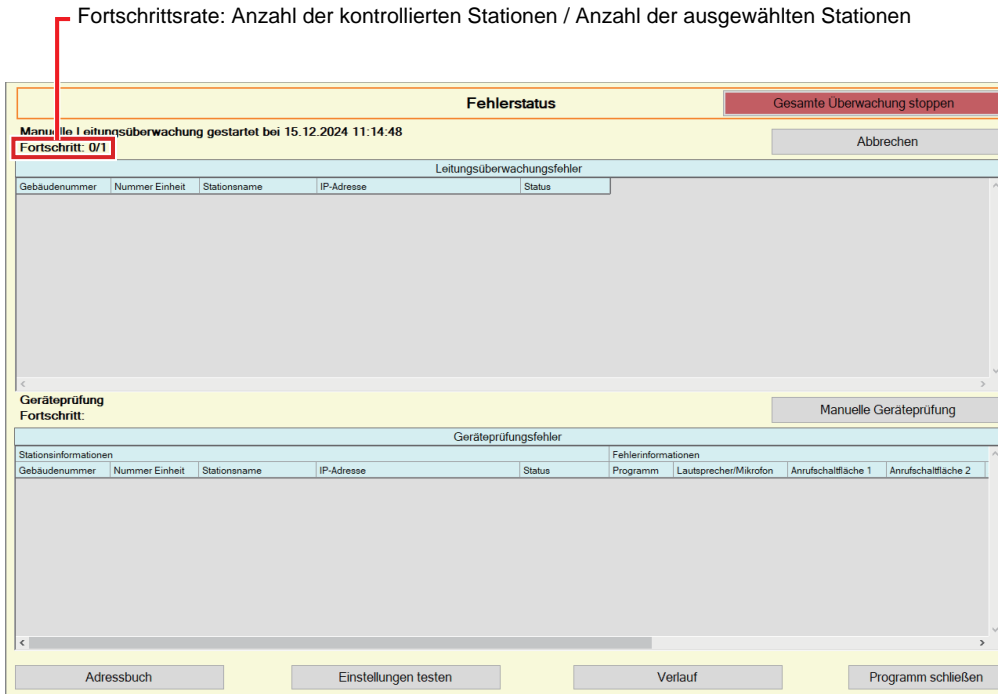 Fortschrittsrate: Anzahl der kontrollierten Stationen / Anzahl der ausgewählten Stationen
Fehlerstatus
Gesamte Überwachung stoppen
Manuelle Leitungsüberwachung gestartet bei 15.12.2024 11:14:48
Fortschritt: 0/1
Abbrechen
Leitungsüberwachungsfehler
Gebäudenummer Nummer Einheit Stationsname IP-Adresse Status
Geräteprüfung
Fortschritt:
Manuelle Geräteprüfung
Geräteprüfungsfehler
Stationsinformationen Fehlerinformationen
Gebäudenummer Nummer Einheit Stationsname IP-Adresse Status Programm Lautsprecher/Mikrofon Anrufschaltfläche 1 Anrufschaltfläche 2
Adressbuch Einstellungen testen Verlauf Programm schließen